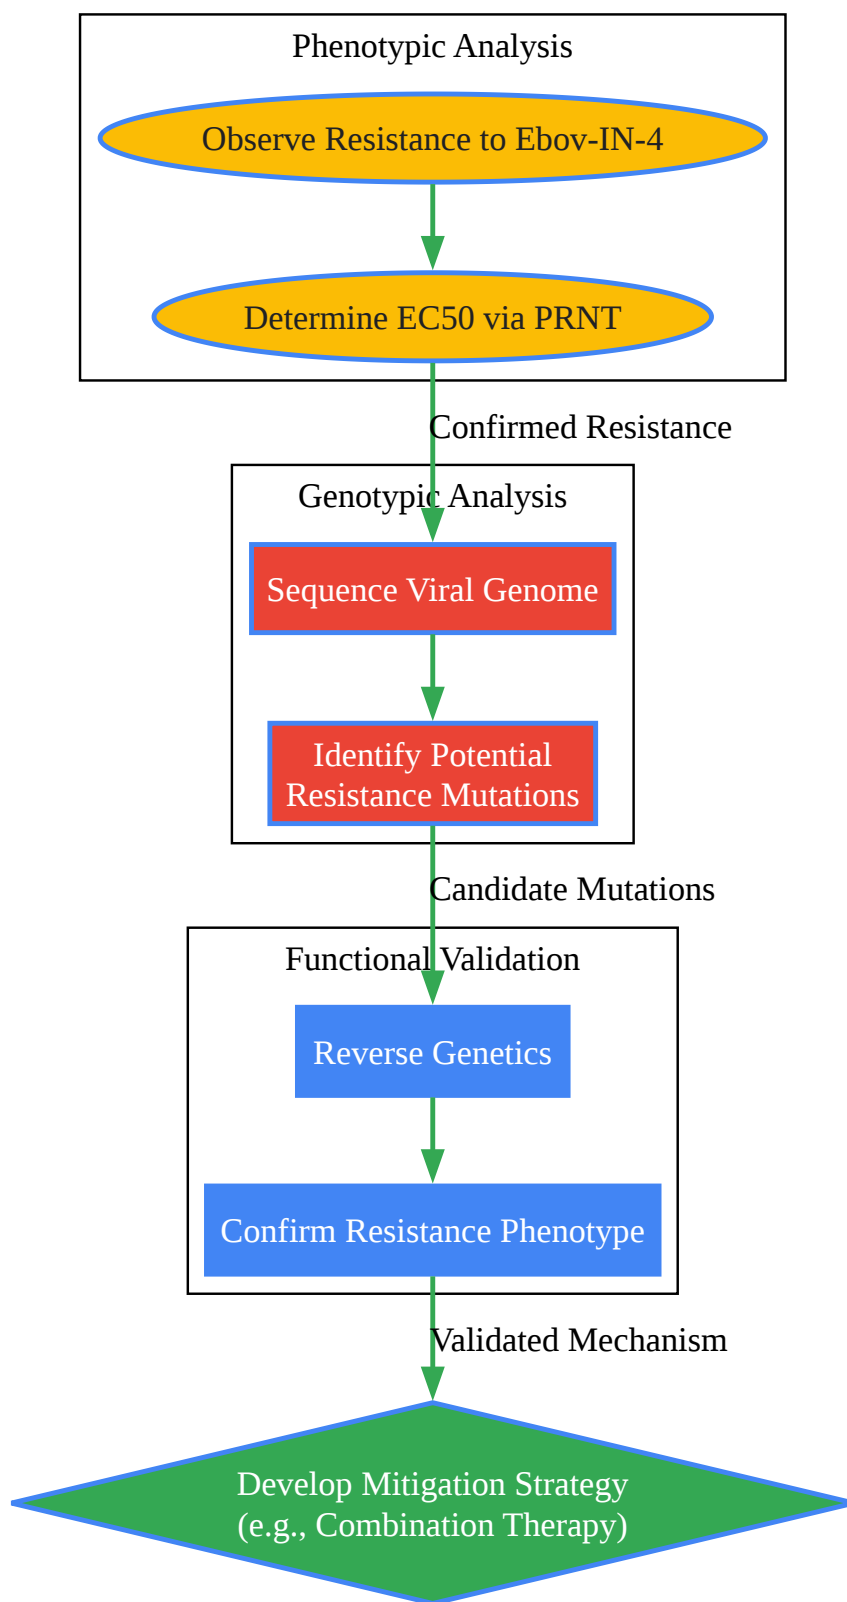 Phenotypic Analysis
Observe Resistance to Ebov-IN-4
Determine EC50 via PRNT
Confirmed Resistance
Genotypic Analysis
Sequence Viral Genome
Identify Potential
Resistance Mutations
Candidate Mutations
Functional Validation
Reverse Genetics
Confirm Resistance Phenotype
Validated Mechanism
Develop Mitigation Strategy
(e.g., Combination Therapy)